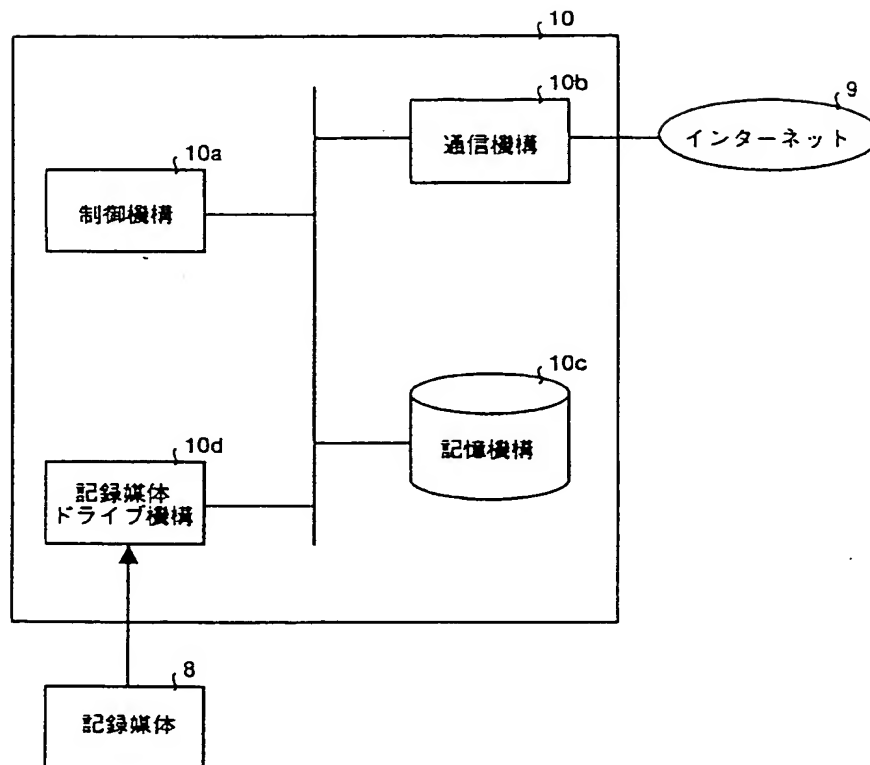 10
10b
通信機構
9
インターネット
10a
制御機構
10c
記憶機構
10d
記録媒体
ドライブ機構
8
記録媒体